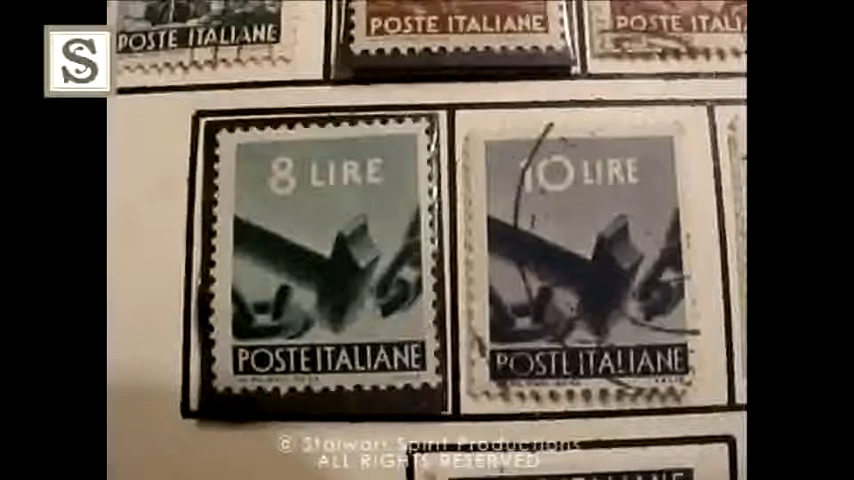 S
POSTE ITALIANE
POSTE ITALIANE
POSTE ITAL
8 LIRE
10 LIRE
POSTE ITALIANE
POSTE ITALIANE
© Stalwart Spirit Productions
ALL RIGHTS RESERVED